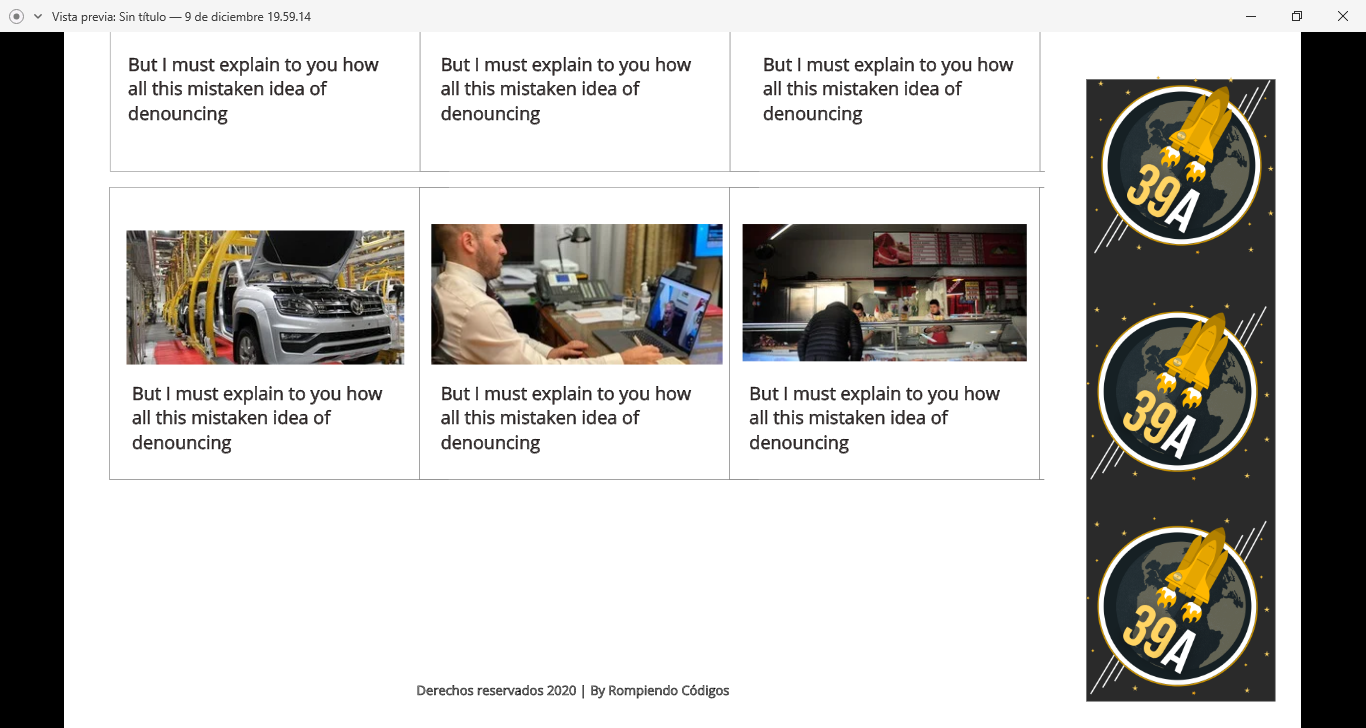 Vista previa: Sin título — 9 de diciembre 19.59.14
But I must explain to you how
all this mistaken idea of
denouncing
But I must explain to you how
all this mistaken idea of
denouncing
But I must explain to you how
all this mistaken idea of
denouncing
But I must explain to you how
all this mistaken idea of
denouncing
But I must explain to you how
all this mistaken idea of
denouncing
But I must explain to you how
all this mistaken idea of
denouncing
39A
39A
39A
Derechos reservados 2020 | By Rompiendo Códigos